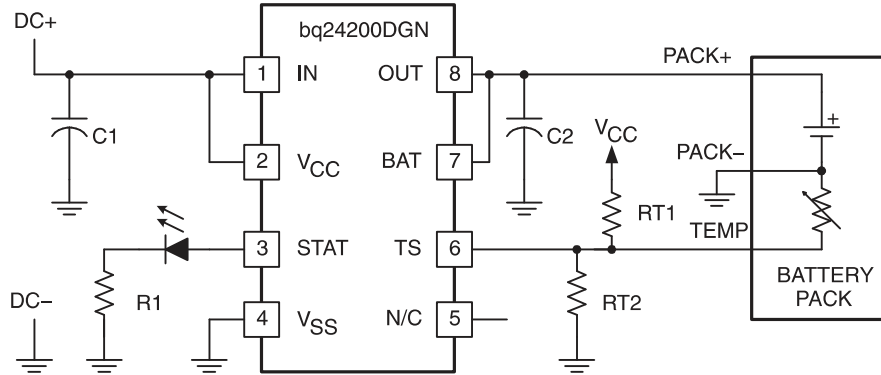 DC+
bq24200DGN
1 IN OUT 8
PACK+
C1
C2
VCC
2 VCC BAT 7
PACK–
+
RT1
3 STAT TS 6
TEMP
R1
RT2
BATTERY
PACK
DC–
4 VSS N/C 5